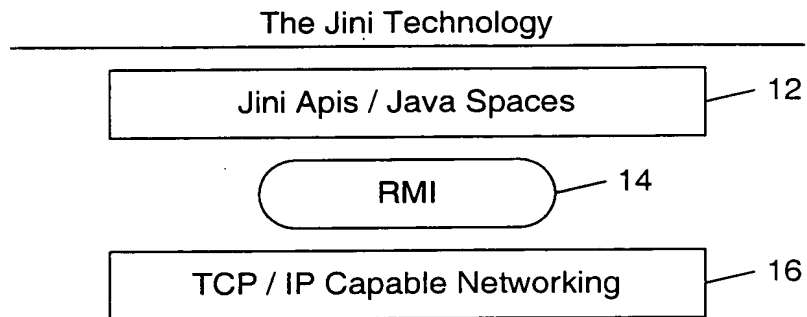 The Jini Technology
Jini Apis / Java Spaces
12
RMI
14
TCP / IP Capable Networking
16